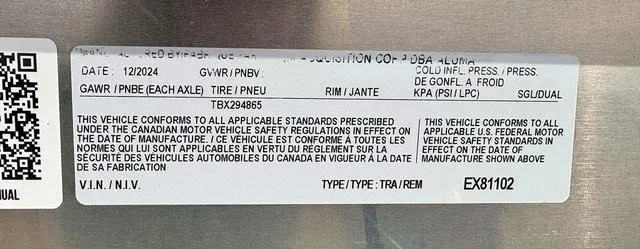 DBA ALUMA
DATE : 12/2024 GVWR / PNBV : COLD INFL. PRESS. / PRESS.
DE GONFL. A FROID
GAWR / PNBE (EACH AXLE) TIRE / PNEU RIM / JANTE KPA (PSI / LPC) SGL/DUAL
TBX294865
THIS VEHICLE CONFORMS TO ALL APPLICABLE STANDARDS PRESCRIBED
UNDER THE CANADIAN MOTOR VEHICLE SAFETY REGULATIONS IN EFFECT ON
THE DATE OF MANUFACTURE. / CE VÉHICULE EST CONFORME À TOUTES LES
NORMES QUI LUI SONT APPLICABLES EN VERTU DU RÈGLEMENT SUR LA
SÉCURITÉ DES VÉHICULES AUTOMOBILES DU CANADA EN VIGUEUR À LA DATE
DE SA FABRICATION
THIS VEHICLE CONFORMS TO ALL
APPLICABLE U.S. FEDERAL MOTOR
VEHICLE SAFETY STANDARDS IN
EFFECT ON THE DATE OF
MANUFACTURE SHOWN ABOVE
V.I.N. / N.I.V. TYPE / TYPE : TRA / REM EX81102